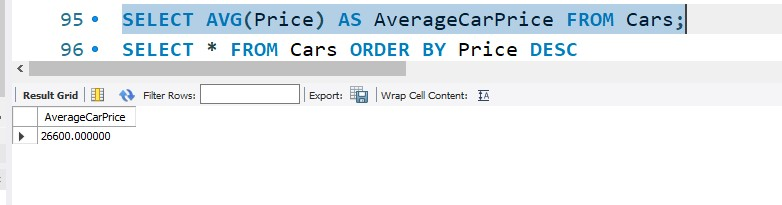 95 SELECT AVG(Price) AS AverageCarPrice FROM Cars;
96 SELECT * FROM Cars ORDER BY Price DESC
Result Grid Filter Rows: Export: Wrap Cell Content: IA
AverageCarPrice
26600.000000